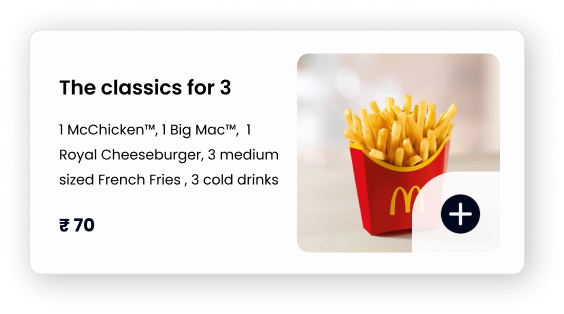 The classics for 3
1 McChicken™, 1 Big Mac™, 1
Royal Cheeseburger, 3 medium
sized French Fries , 3 cold drinks
₹ 70